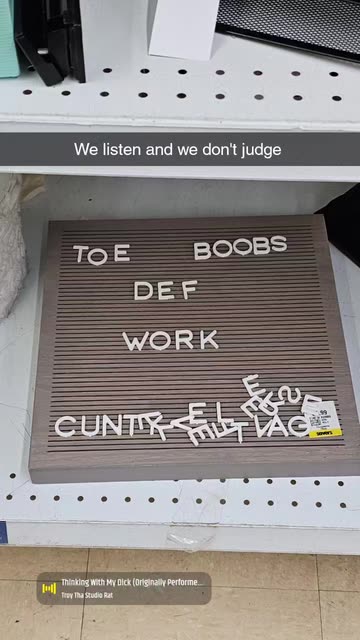 We listen and we don't judge
TOE BOOBS
DEF
WORK
CUNT
Thinking With My Dick (Originally Performe...
Troy Tha Studio Rat